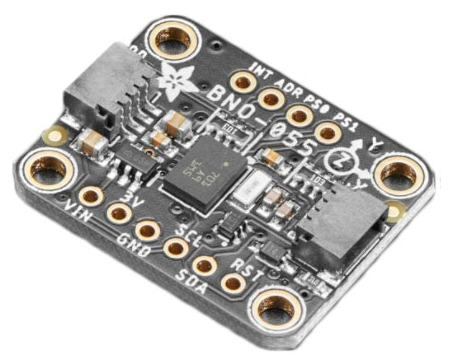 INT ADR PS0 PS1
BNO-055
Z
Y
VIN
3V
GND
SCL
SDA
RST